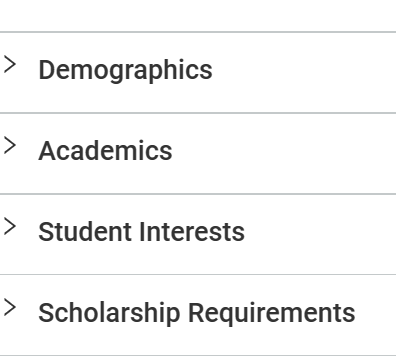 Demographics
Academics
Student Interests
Scholarship Requirements